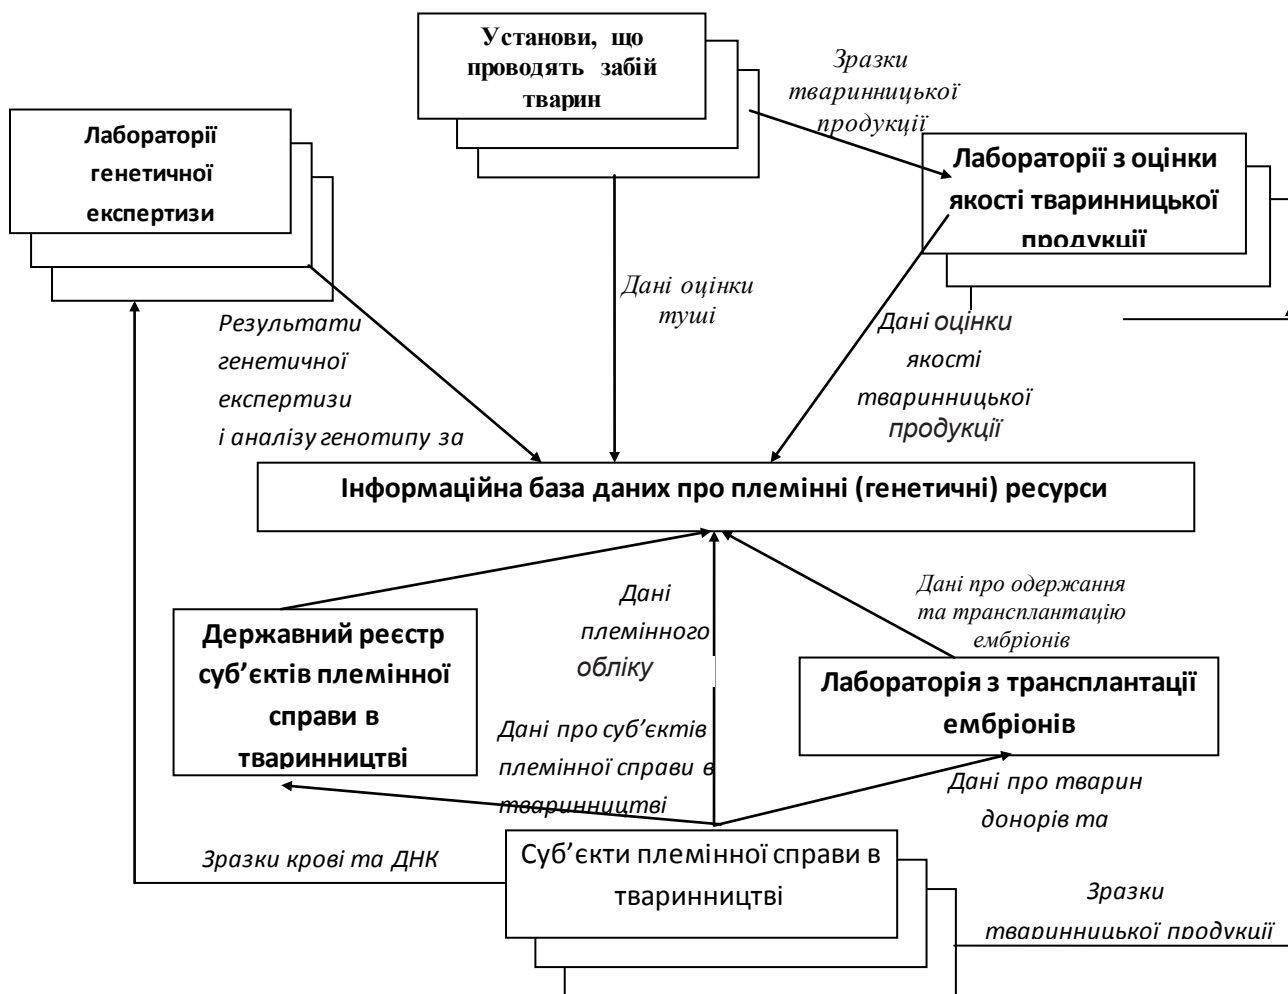 Установи, що
проводять забій
тварин
Зразки
тваринницької
продукції
Лабораторії
генетичної
експертизи
Лабораторії з оцінки
якості тваринницької
продукції
Дані оцінки
туші
Результати
генетичної
експертизи
і аналізу генотипу за
Дані оцінки
якості
тваринницької
продукції
Інформаційна база даних про племінні (генетичні) ресурси
Дані
племінного
обліку
Дані про одержання
та трансплантацію
ембріонів
Державний реєстр
суб’єктів племінної
справи в
тваринництві
Лабораторія з трансплантації
ембріонів
Дані про суб’єктів
племінної справи в
тваринництві
Дані про тварин
донорів та
Зразки крові та ДНК
Суб’єкти племінної справи в
тваринництві
Зразки
тваринницької продукції